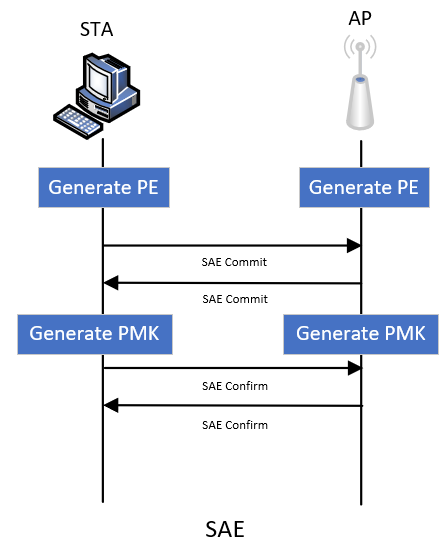 STA
AP
Generate PE
Generate PE
SAE Commit
SAE Commit
Generate PMK
Generate PMK
SAE Confirm
SAE Confirm
SAE